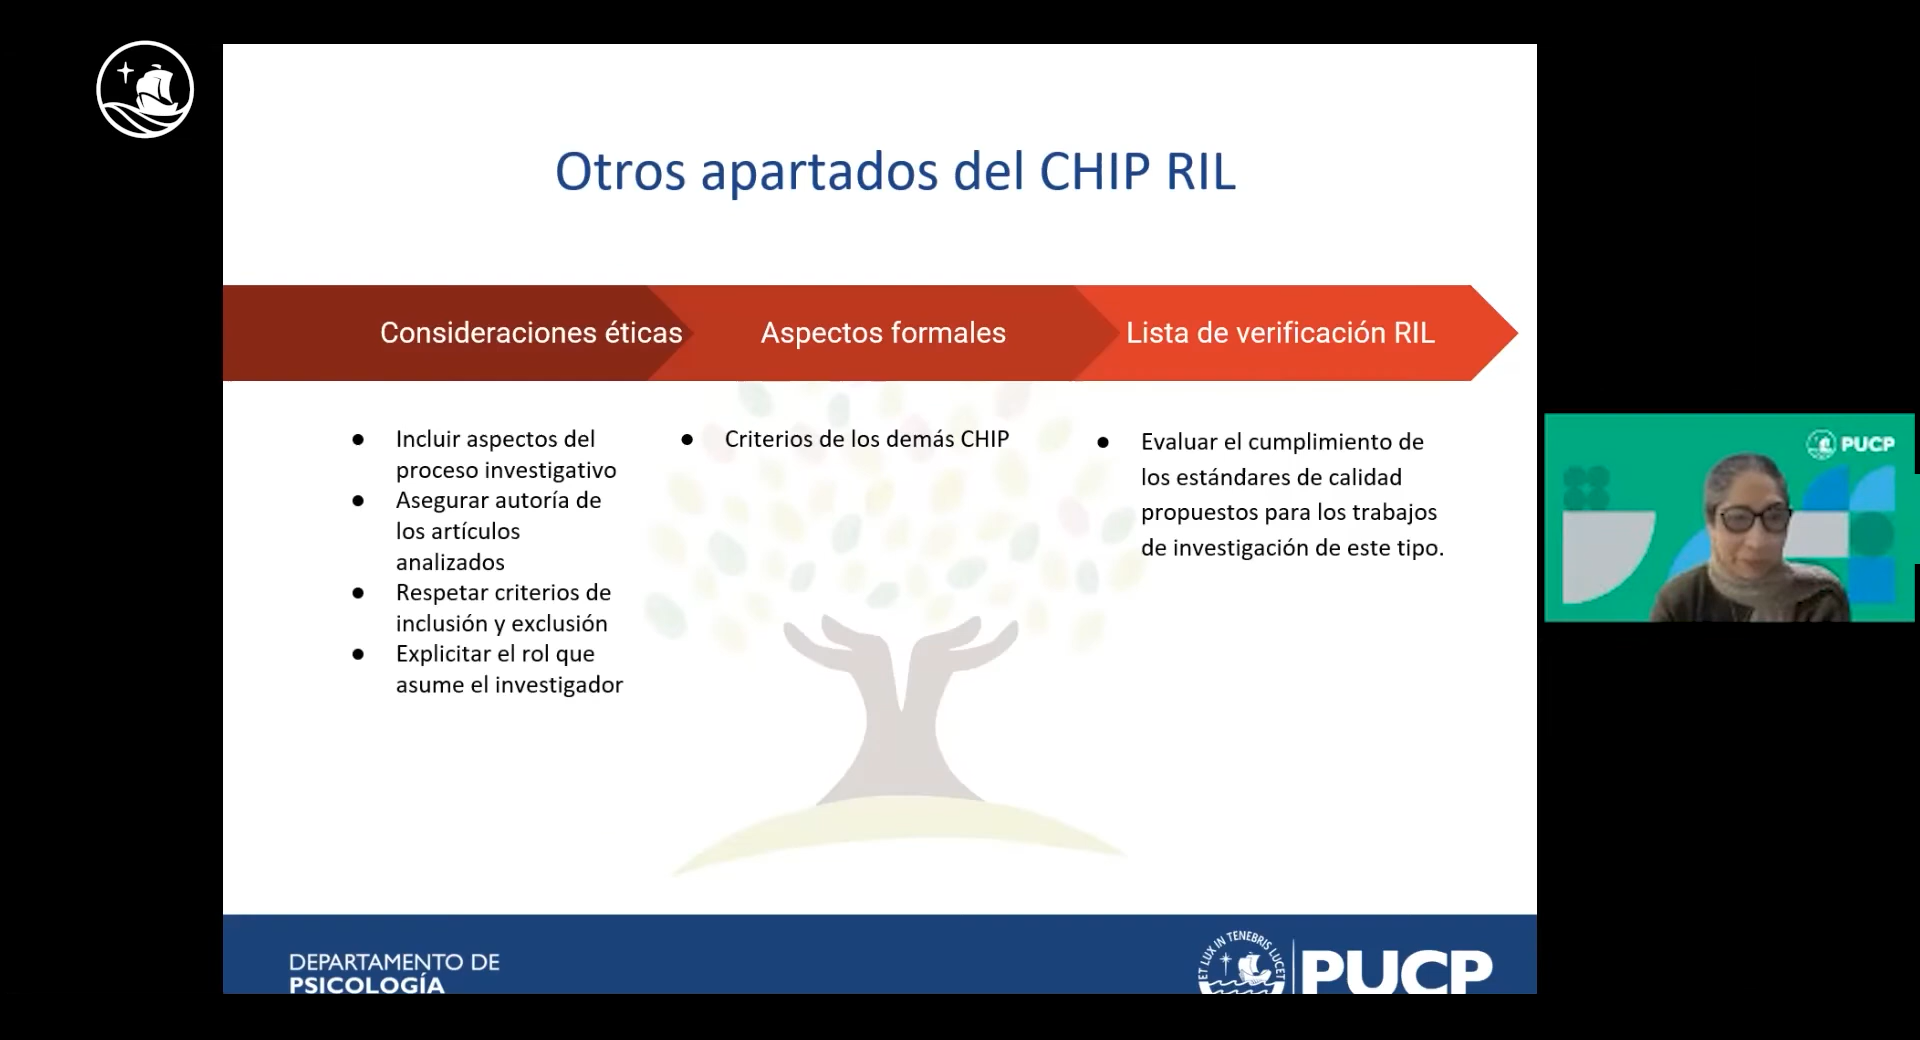 Otros apartados del CHIP RIL
Consideraciones éticas
Aspectos formales
Lista de verificación RIL
● Incluir aspectos del
proceso investigativo
● Asegurar autoría de
los artículos
analizados
● Respetar criterios de
inclusión y exclusión
● Explicitar el rol que
asume el investigador
● Criterios de los demás CHIP
● Evaluar el cumplimiento de
los estándares de calidad
propuestos para los trabajos
de investigación de este tipo.
PUCP
DEPARTAMENTO DE
PSICOLOGÍA
ET LUX IN TENEBRIS LUCET
PUCP